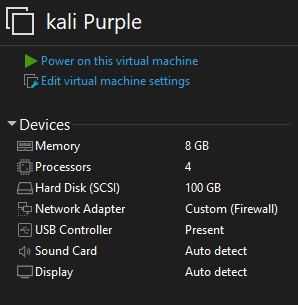 kali Purple
Power on this virtual machine
Edit virtual machine settings
Devices
Memory 8 GB
Processors 4
Hard Disk (SCSI) 100 GB
Network Adapter Custom (Firewall)
USB Controller Present
Sound Card Auto detect
Display Auto detect